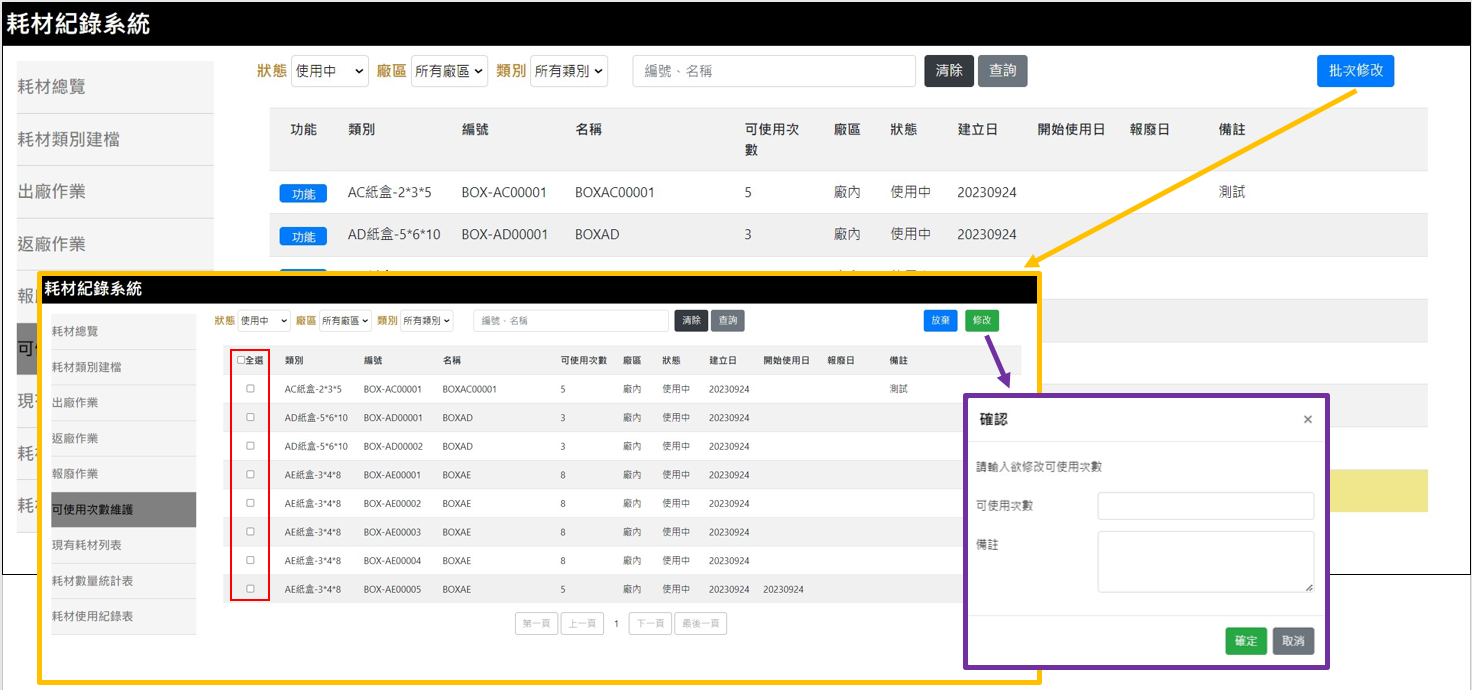 耗材紀錄系統
耗材總覽
耗材類別建檔
出廠作業
返廠作業
狀態 使用中 廠區 所有廠區 類別 所有類別 編號、名稱 清除 查詢 批次修改
功能 類別 編號 名稱 可使用次數 廠區 狀態 建立日 開始使用日 報廢日 備註
功能 AC紙盒-2*3*5 BOX-AC00001 BOXAC00001 5 廠內 使用中 20230924 測試
功能 AD紙盒-5*6*10 BOX-AD00001 BOXAD 3 廠內 使用中 20230924
耗材紀錄系統
耗材總覽
耗材類別建檔
出廠作業
返廠作業
報廢作業
可使用次數維護
現有耗材列表
耗材數量統計表
耗材使用紀錄表
狀態 使用中 廠區 所有廠區 類別 所有類別 編號、名稱 清除 查詢 放棄 修改
全選 類別 編號 名稱 可使用次數 廠區 狀態 建立日 開始使用日 報廢日 備註
AC紙盒-2*3*5 BOX-AC00001 BOXAC00001 5 廠內 使用中 20230924 測試
AD紙盒-5*6*10 BOX-AD00001 BOXAD 3 廠內 使用中 20230924
AD紙盒-5*6*10 BOX-AD00002 BOXAD 3 廠內 使用中 20230924
AE紙盒-3*4*8 BOX-AE00001 BOXAE 8 廠內 使用中 20230924
AE紙盒-3*4*8 BOX-AE00002 BOXAE 8 廠內 使用中 20230924
AE紙盒-3*4*8 BOX-AE00003 BOXAE 8 廠內 使用中 20230924
AE紙盒-3*4*8 BOX-AE00004 BOXAE 8 廠內 使用中 20230924
AE紙盒-3*4*8 BOX-AE00005 BOXAE 5 廠內 使用中 20230924 20230924
第一頁 上一頁 1 下一頁 最後一頁
確認 ×
請輸入欲修改可使用次數
可使用次數
備註
確定 取消